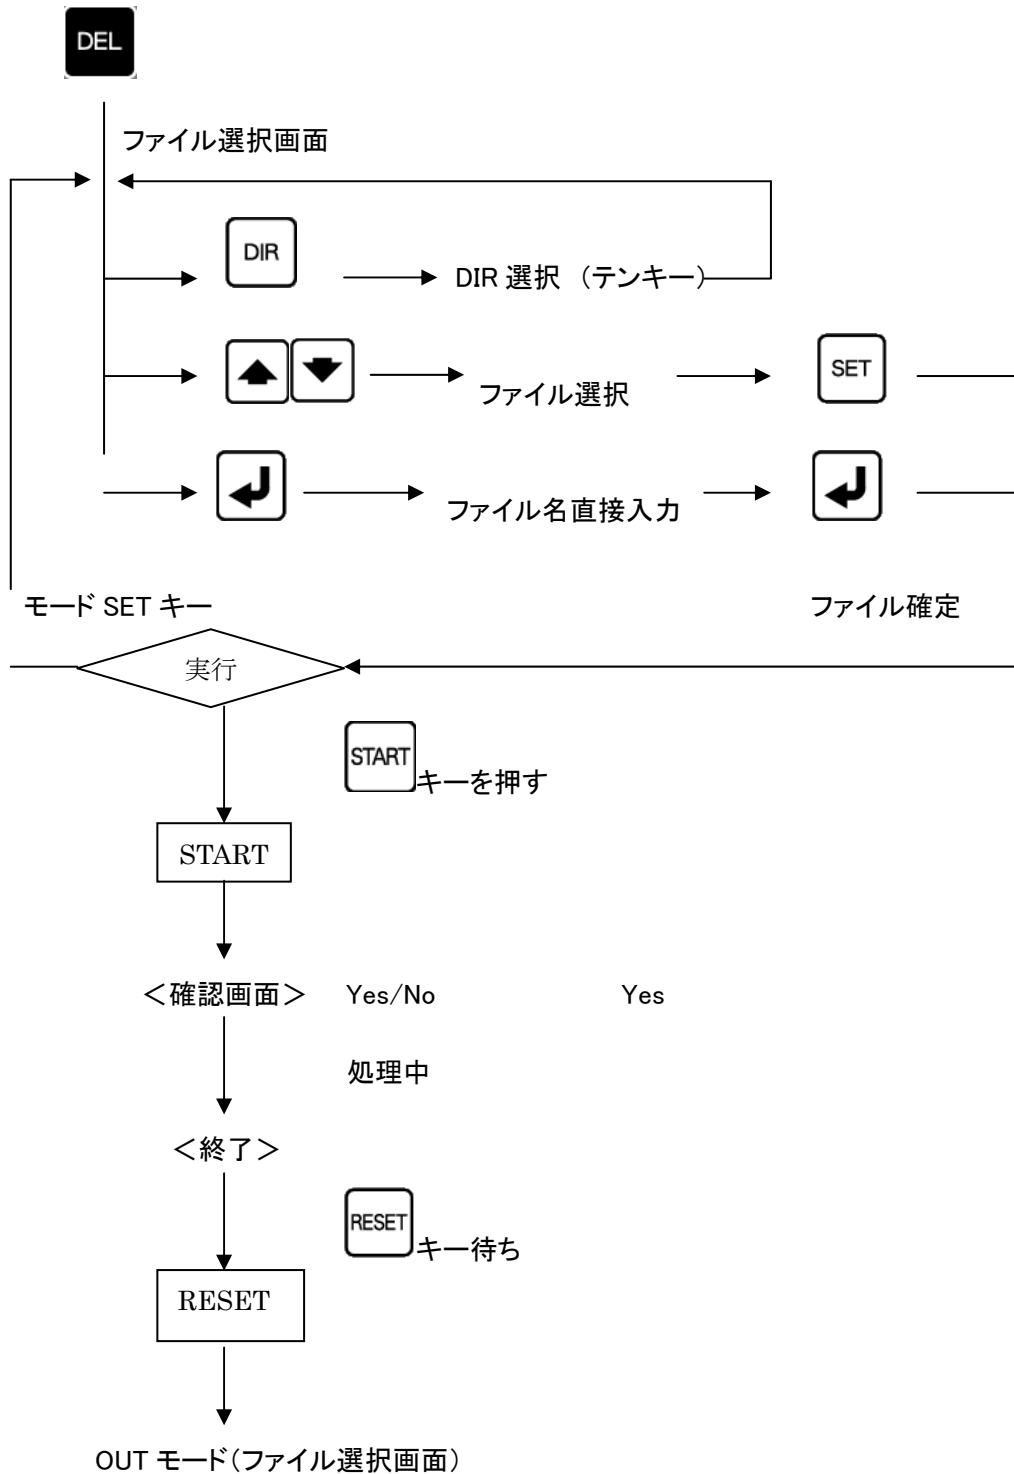 DEL
ファイル選択画面
DIR
DIR 選択 （テンキー）
ファイル選択
SET
ファイル名直接入力
モード SET キー
ファイル確定
実行
START
キーを押す
START
＜確認画面＞ Yes/No Yes
処理中
＜終了＞
RESET
キー待ち
RESET
OUT モード（ファイル選択画面）